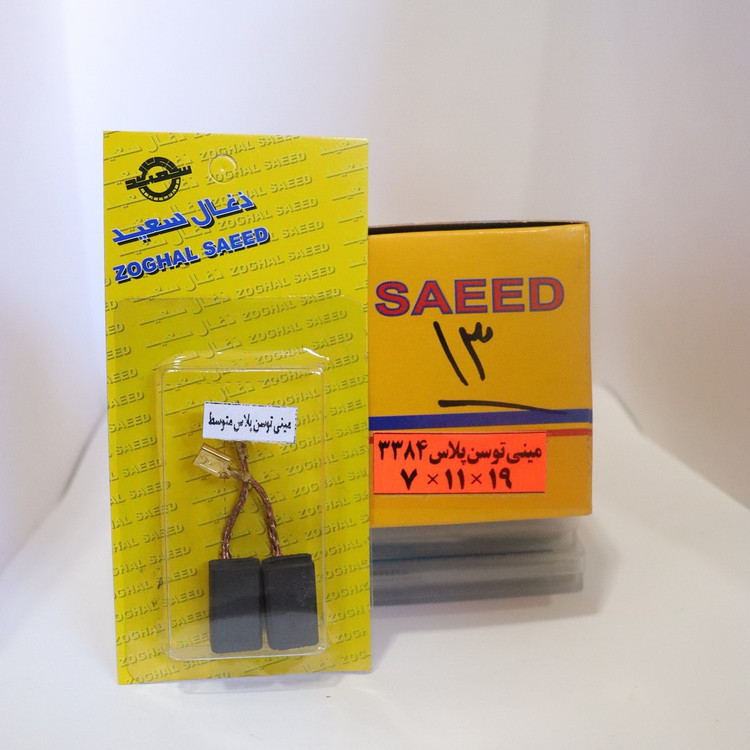 سعید
ذغال سعید
ZOGHAL SAEED
مینی توسن پلاس متوسط
SAEED
۱۳
مینی توسن پلاس ۳۳۸۴
۷ × ۱۱ × ۱۹